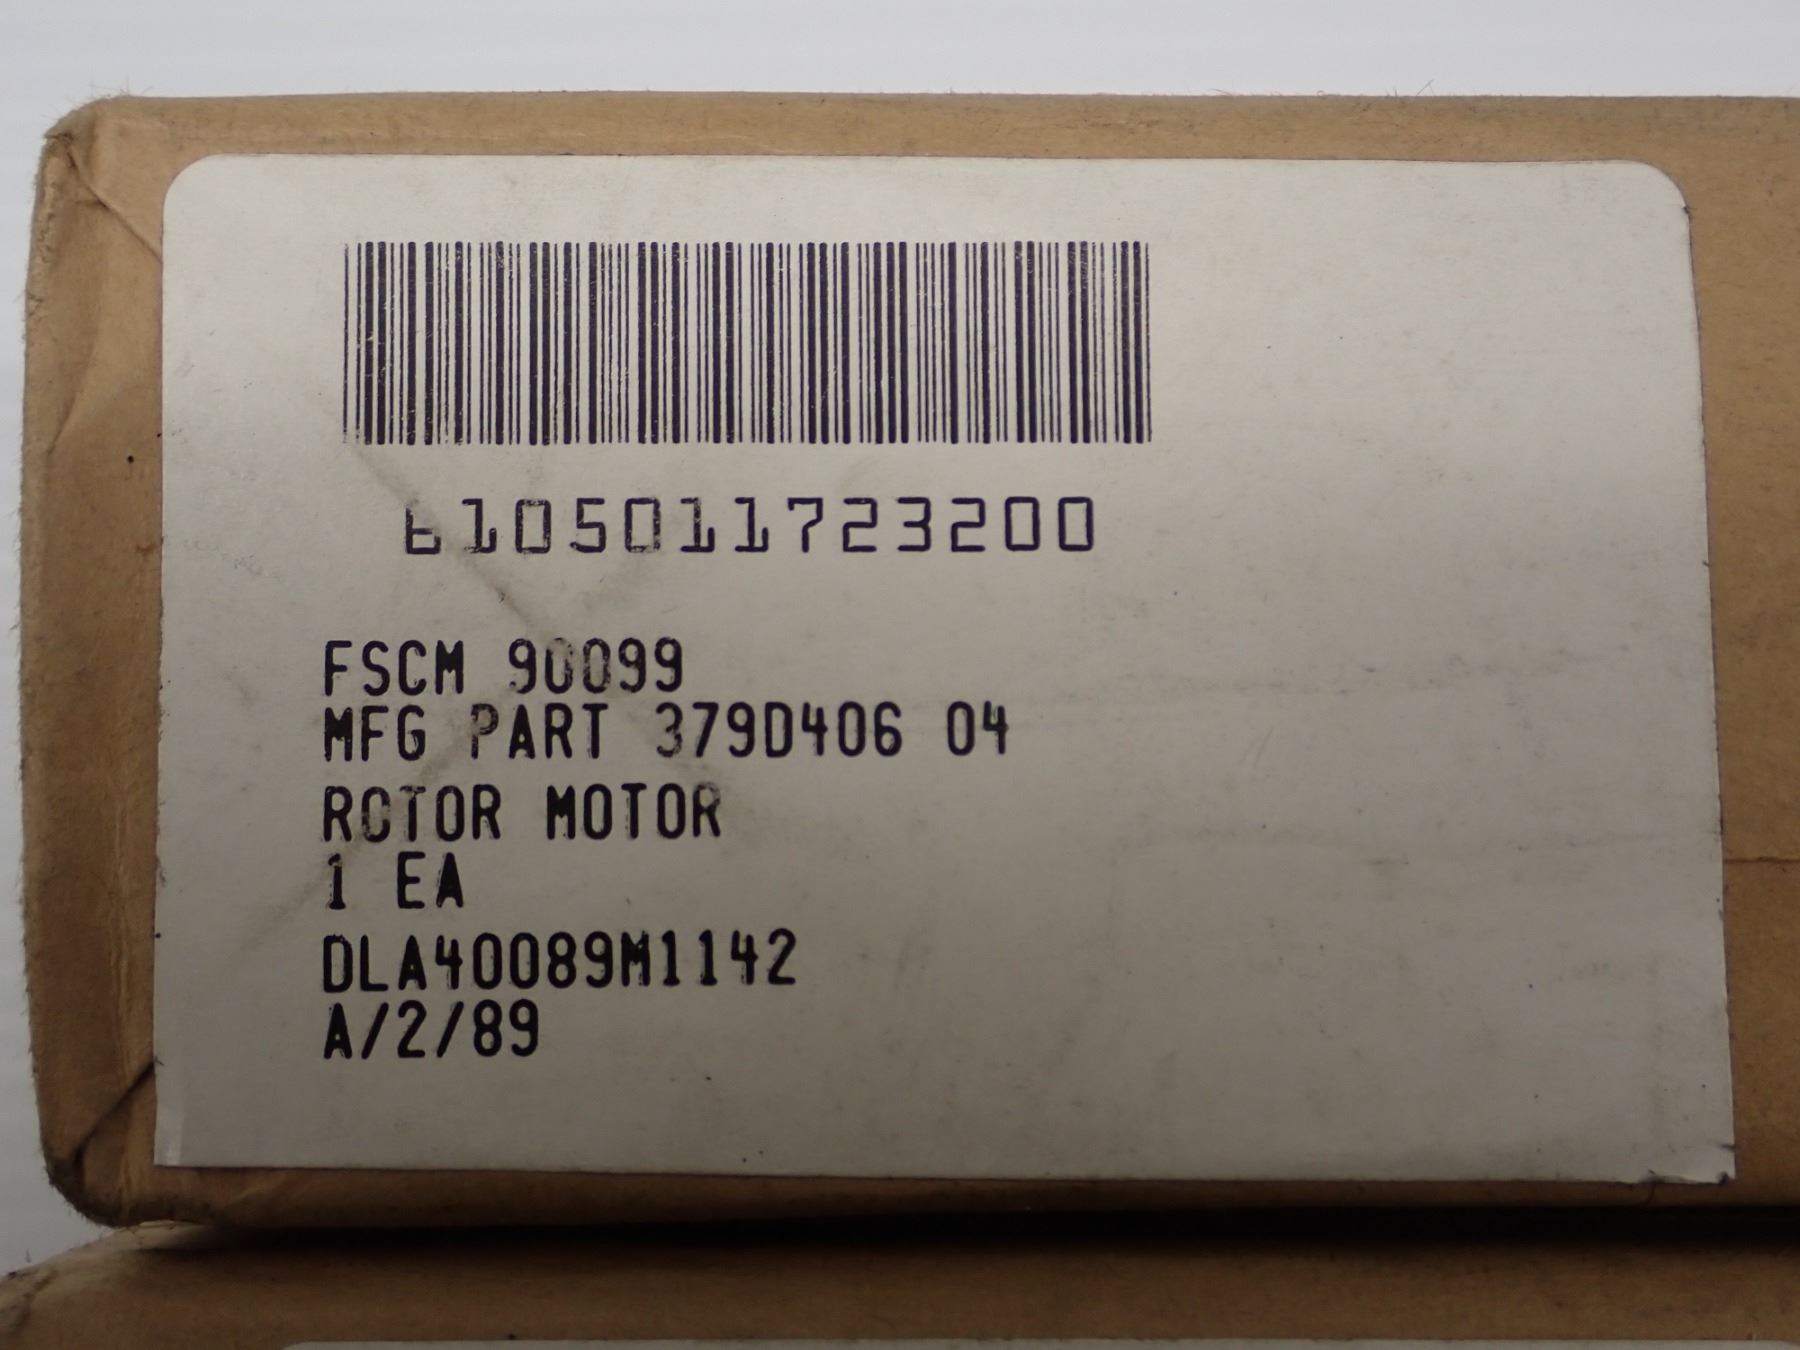 6105011723200
FSCM 90099
MFG PART 379D406 04
ROTOR MOTOR
1 EA
DLA40089M1142
A/2/89